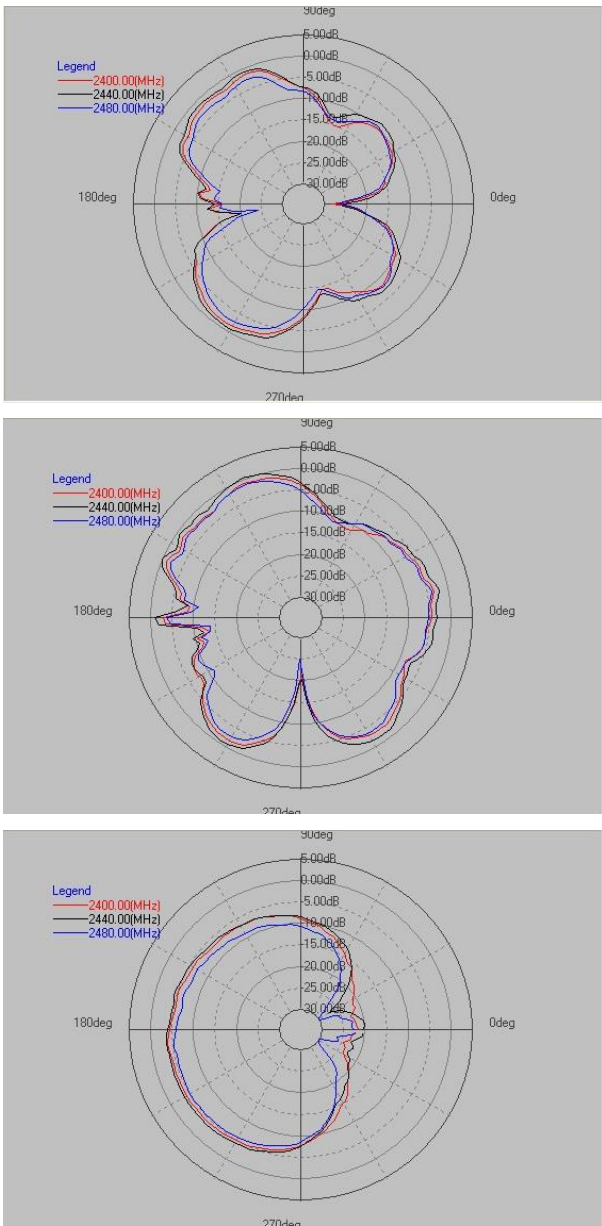 90deg
5.00dB
0.00dB
5.00dB
10.00dB
15.00dB
20.00dB
25.00dB
30.00dB
Legend
2400.00(MHz)
2440.00(MHz)
2480.00(MHz)
180deg
0deg
270deg
90deg
5.00dB
0.00dB
5.00dB
10.00dB
15.00dB
20.00dB
25.00dB
30.00dB
Legend
2400.00(MHz)
2440.00(MHz)
2480.00(MHz)
180deg
0deg
270deg
90deg
5.00dB
0.00dB
5.00dB
10.00dB
15.00dB
20.00dB
25.00dB
30.00dB
Legend
2400.00(MHz)
2440.00(MHz)
2480.00(MHz)
180deg
0deg
270deg